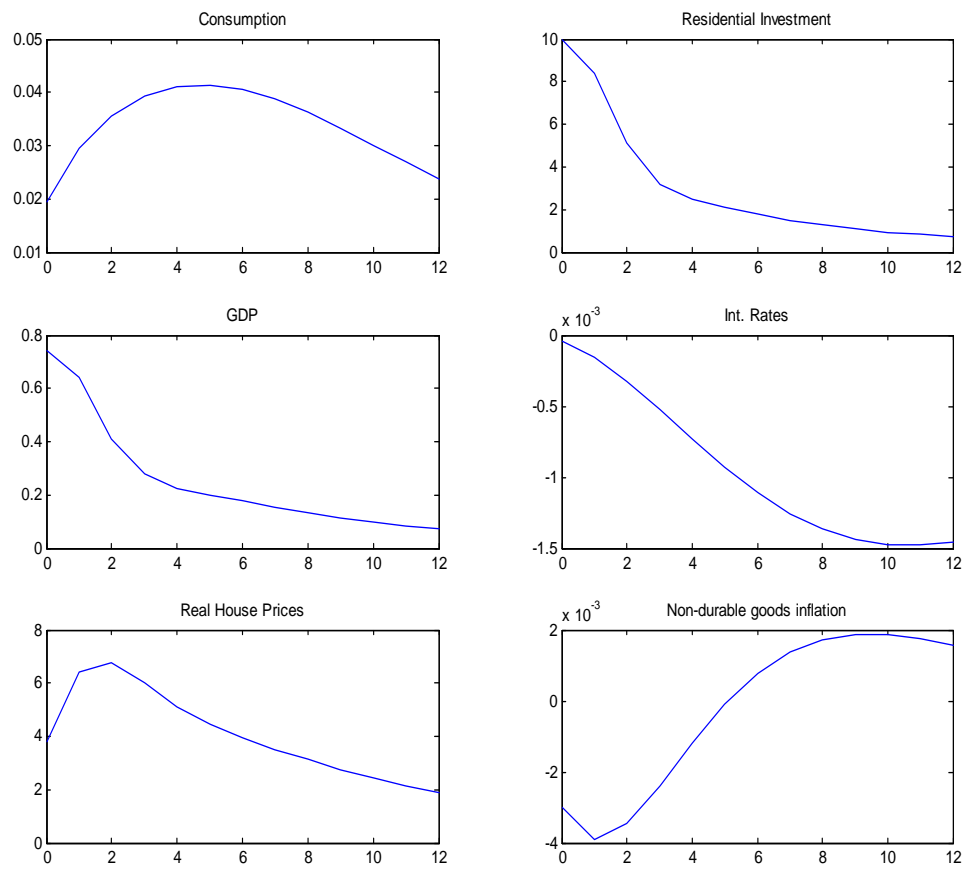 Consumption
0.05
0.04
0.03
0.02
0.01
0 2 4 6 8 10 12
Residential Investment
10
8
6
4
2
0
0 2 4 6 8 10 12
GDP
0.8
0.6
0.4
0.2
0
0 2 4 6 8 10 12
Int. Rates
x 10^-3
0
-0.5
-1
-1.5
0 2 4 6 8 10 12
Real House Prices
8
6
4
2
0
0 2 4 6 8 10 12
Non-durable goods inflation
x 10^-3
2
0
-2
-4
0 2 4 6 8 10 12